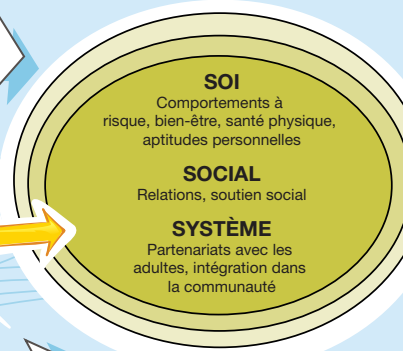 SOI
Comportements à
risque, bien-être, santé physique,
aptitudes personnelles
SOCIAL
Relations, soutien social
SYSTÈME
Partenariats avec les
adultes, intégration dans
la communauté